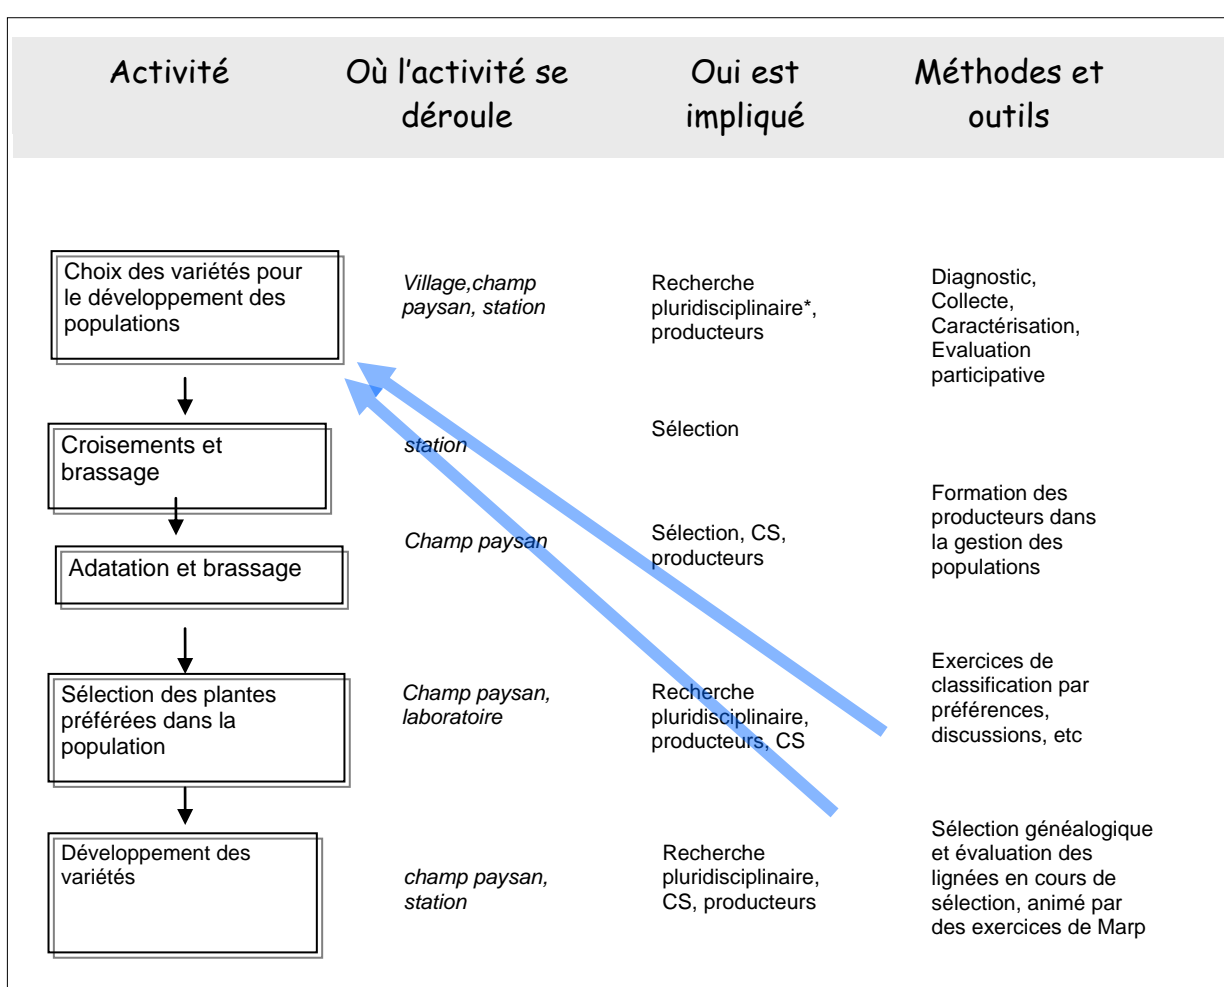 Activité
Où l'activité se
déroule
Oui est
impliqué
Méthodes et
outils
Choix des variétés pour
le développement des
populations
Village,champ
paysan, station
Recherche
pluridisciplinaire*,
producteurs
Diagnostic,
Collecte,
Caractérisation,
Evaluation
participative
Croisements et
brassage
station
Sélection
Adatation et brassage
Champ paysan
Sélection, CS,
producteurs
Formation des
producteurs dans
la gestion des
populations
Sélection des plantes
préférées dans la
population
Champ paysan,
laboratoire
Recherche
pluridisciplinaire,
producteurs, CS
Exercices de
classification par
préférences,
discussions, etc
Développement des
variétés
champ paysan,
station
Recherche
pluridisciplinaire,
CS, producteurs
Sélection généalogique
et évaluation des
lignées en cours de
sélection, animé par
des exercices de Marp